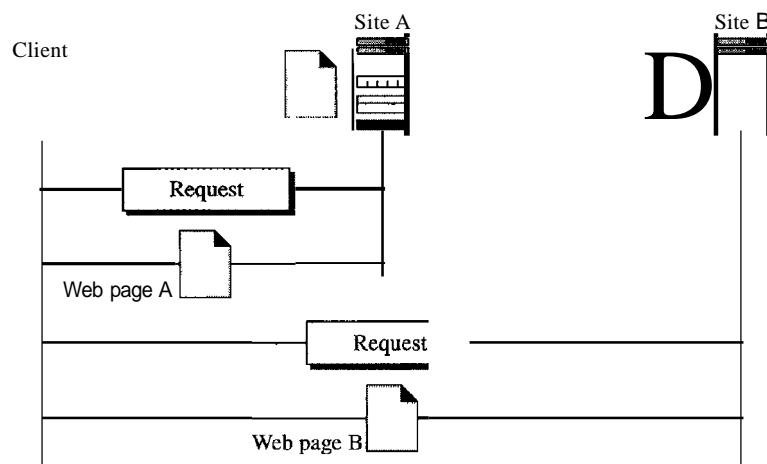 Site A
Site B
Client
D
Request
Web page A
Request
Web page B